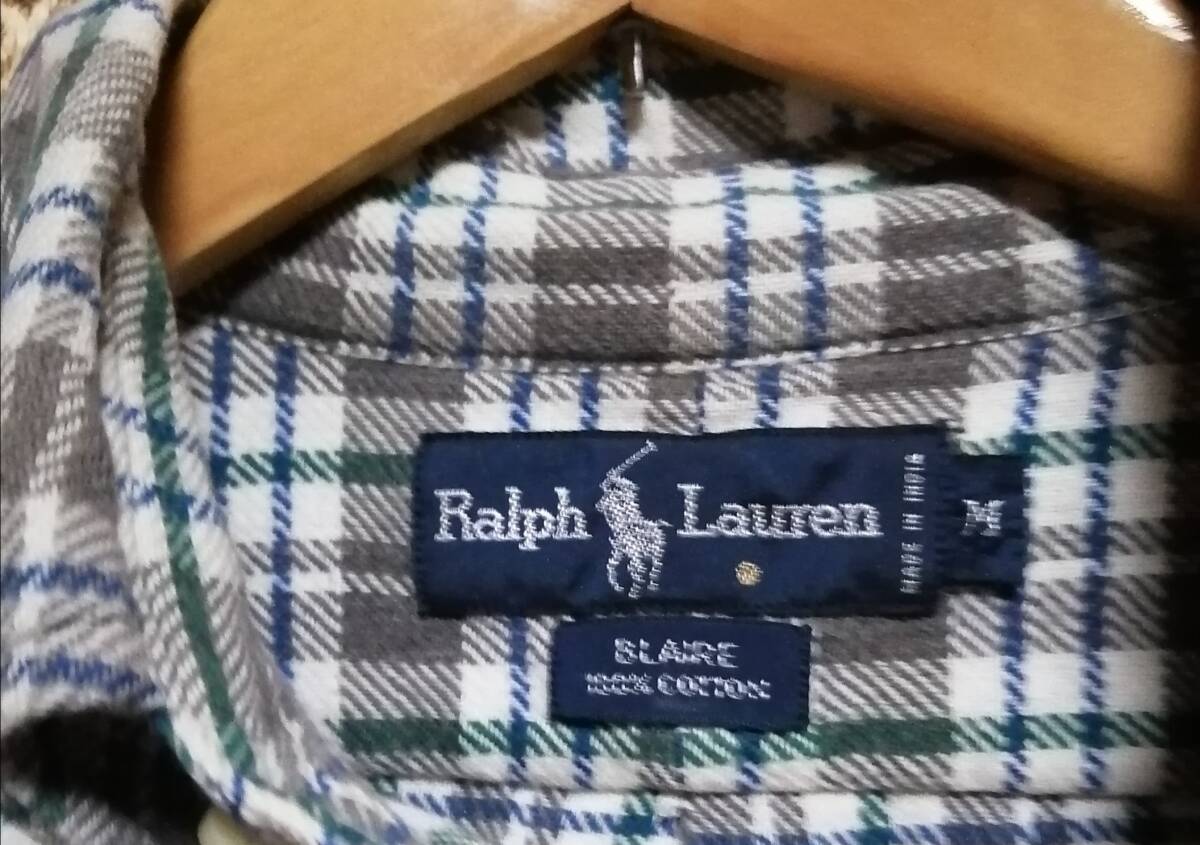 Ralph Lauren
MADE IN INDIA
M
BLAIRE
100% COTTON